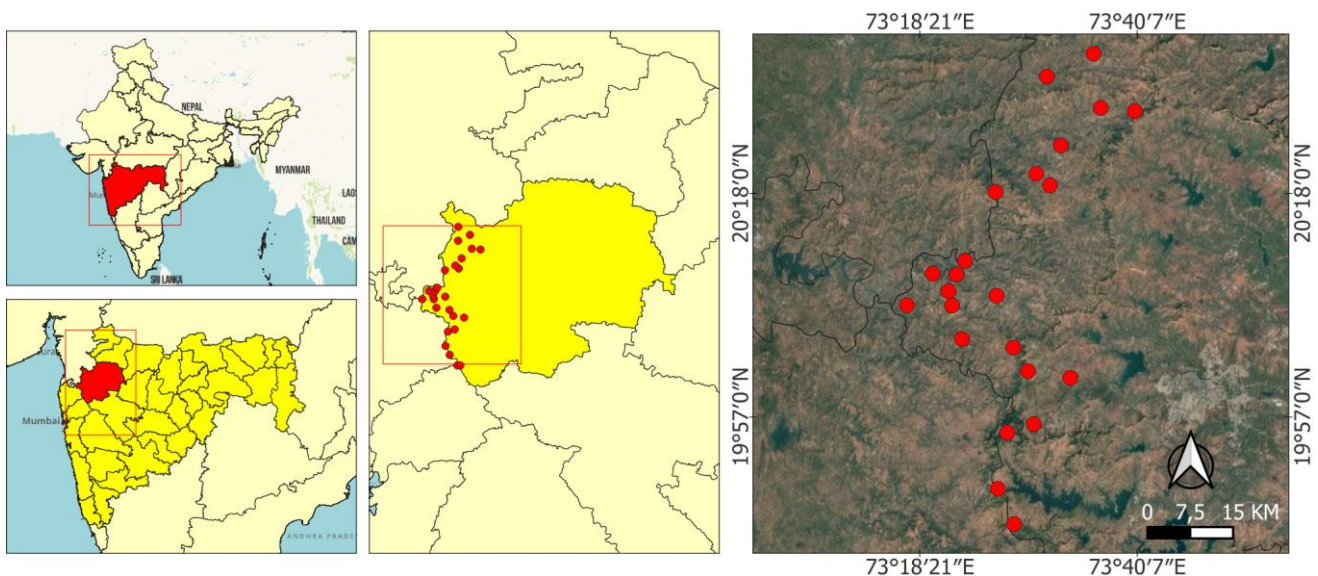 NEPAL
MYANMAR
LAOS
THAILAND
CAM
SRI LANKA
Mumbai
ANDHRA PRADE
73°18′21″E
73°40′7″E
20°18′0″N
20°18′0″N
19°57′0″N
19°57′0″N
0 7,5 15 KM
73°18′21″E
73°40′7″E